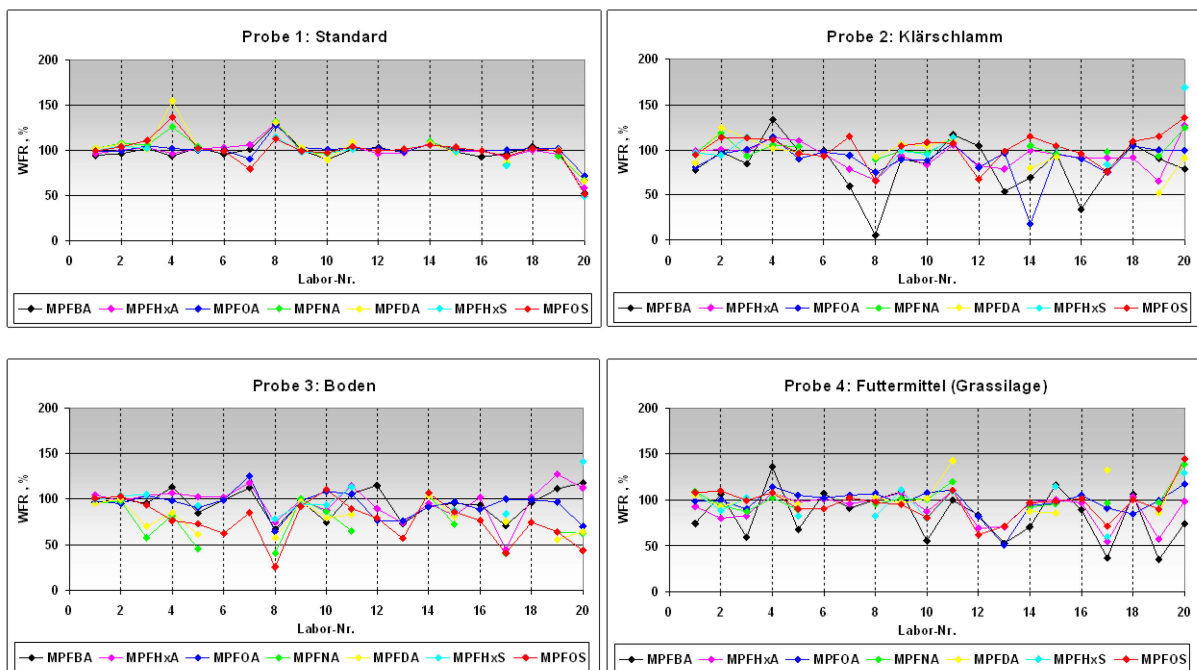 Probe 1: Standard
WFR, %
200
150
100
50
0
0 2 4 6 8 10 12 14 16 18 20
Labor-Nr.
MPFBA MPFHxA MPFOA MPFNA MPFDA MPFHxS MPFOS
Probe 2: Klärschlamm
WFR, %
200
150
100
50
0
0 2 4 6 8 10 12 14 16 18 20
Labor-Nr.
MPFBA MPFHxA MPFOA MPFNA MPFDA MPFHxS MPFOS
Probe 3: Boden
WFR, %
200
150
100
50
0
0 2 4 6 8 10 12 14 16 18 20
Labor-Nr.
MPFBA MPFHxA MPFOA MPFNA MPFDA MPFHxS MPFOS
Probe 4: Futtermittel (Grassilage)
WFR, %
200
150
100
50
0
0 2 4 6 8 10 12 14 16 18 20
Labor-Nr.
MPFBA MPFHxA MPFOA MPFNA MPFDA MPFHxS MPFOS